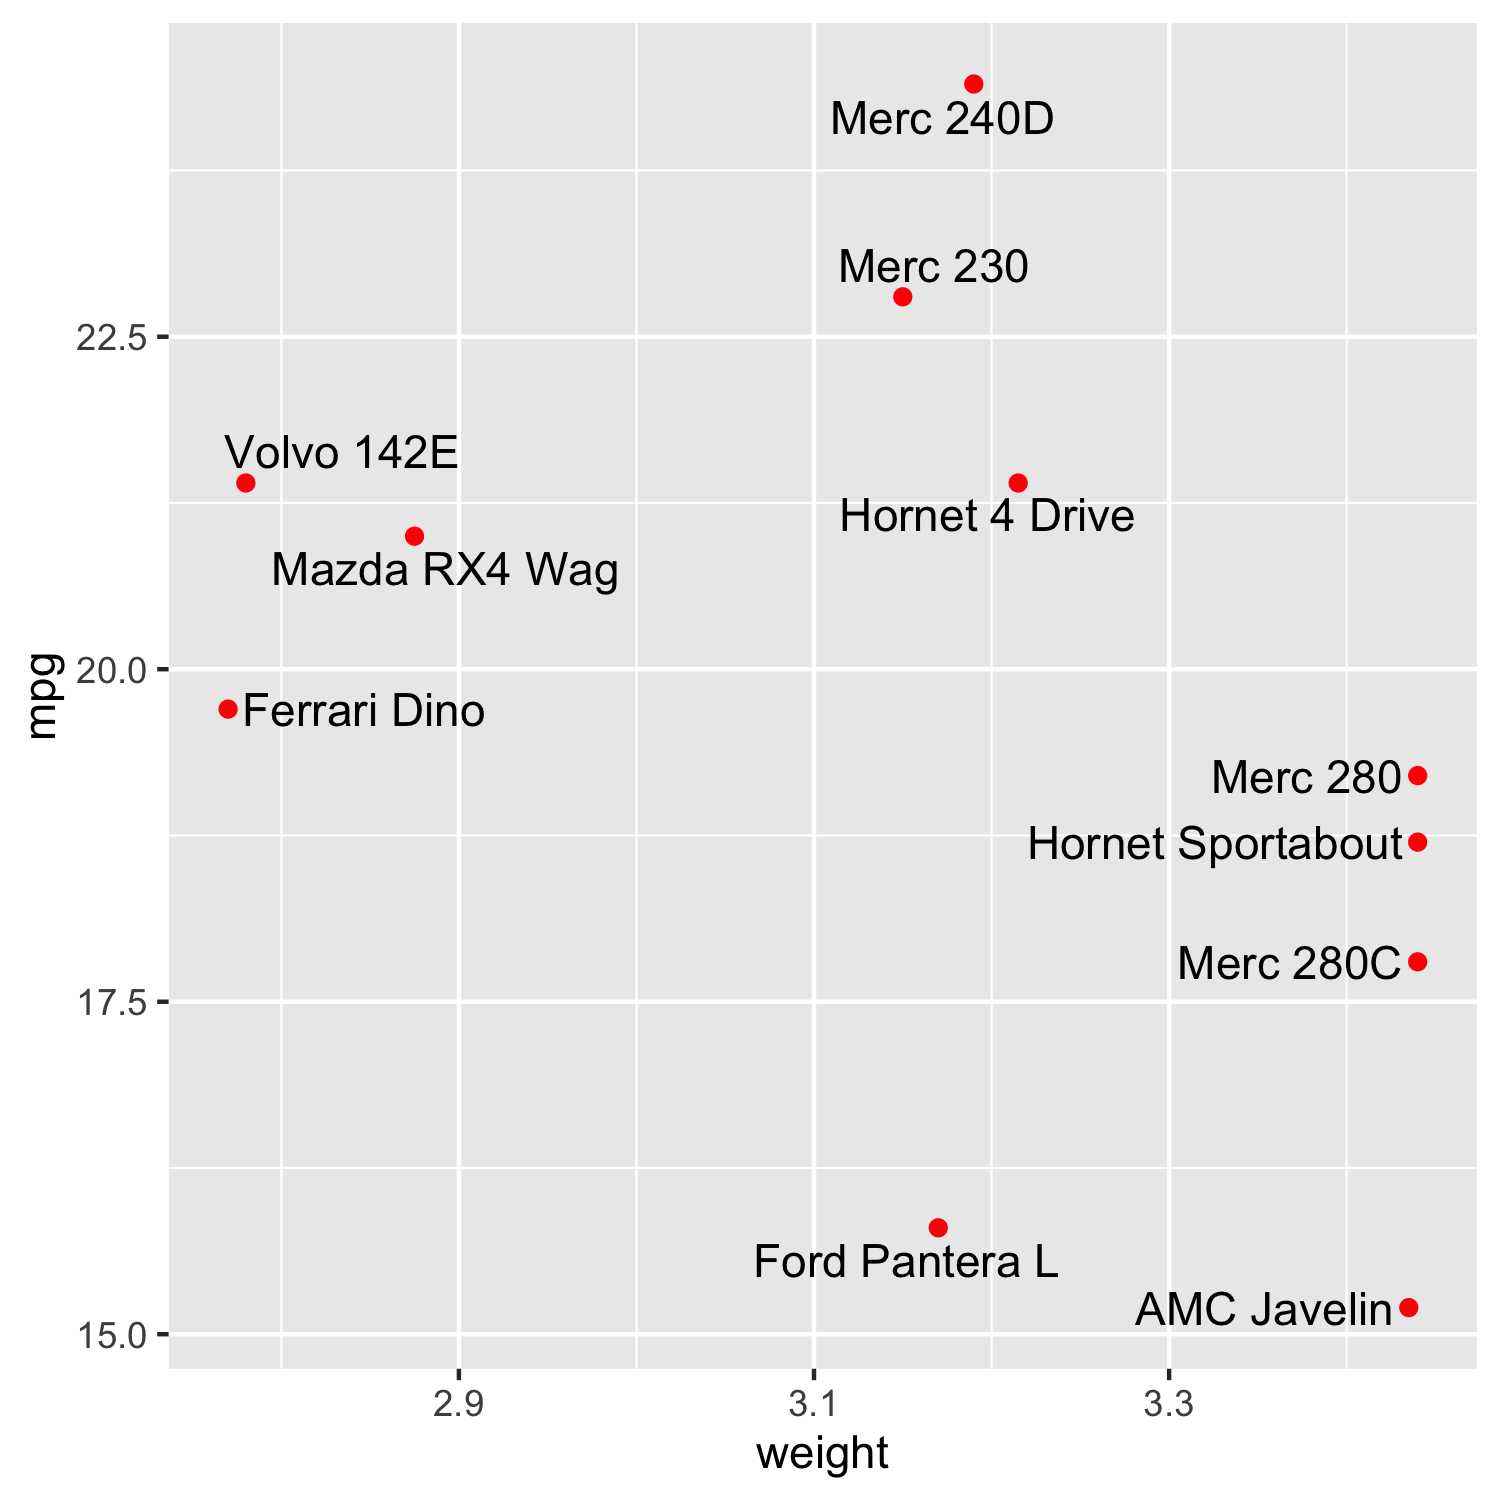 Merc 240D
Merc 230
22.5
Volvo 142E
Hornet 4 Drive
Mazda RX4 Wag
mpg
20.0
Ferrari Dino
Merc 280
Hornet Sportabout
Merc 280C
17.5
Ford Pantera L
AMC Javelin
15.0
2.9 3.1 3.3
weight